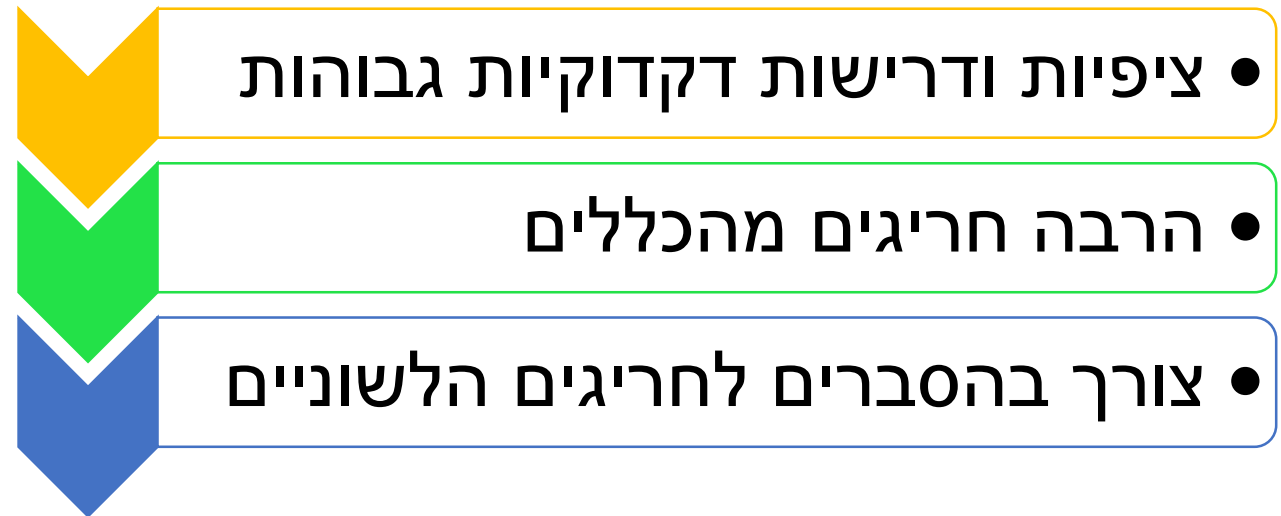 • ציפיות ודרישות דקדוקיות גבוהות
• הרבה חריגים מהכללים
• צורך בהסברים לחריגים הלשוניים